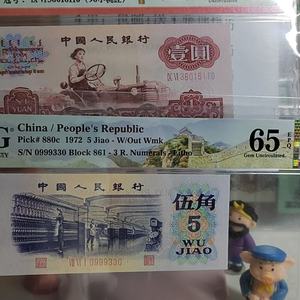 中国人民银行
壹圆
YUAN
China / People's Republic
Pick# 880c 1972 5 Jiao - W/Out Wmk
S/N 0999330 Block 861 - 3 R. Numerals - Litho
65 EPQ
Gem Uncirculated
中国人民银行
伍角
5
WU
JIAO
0999330